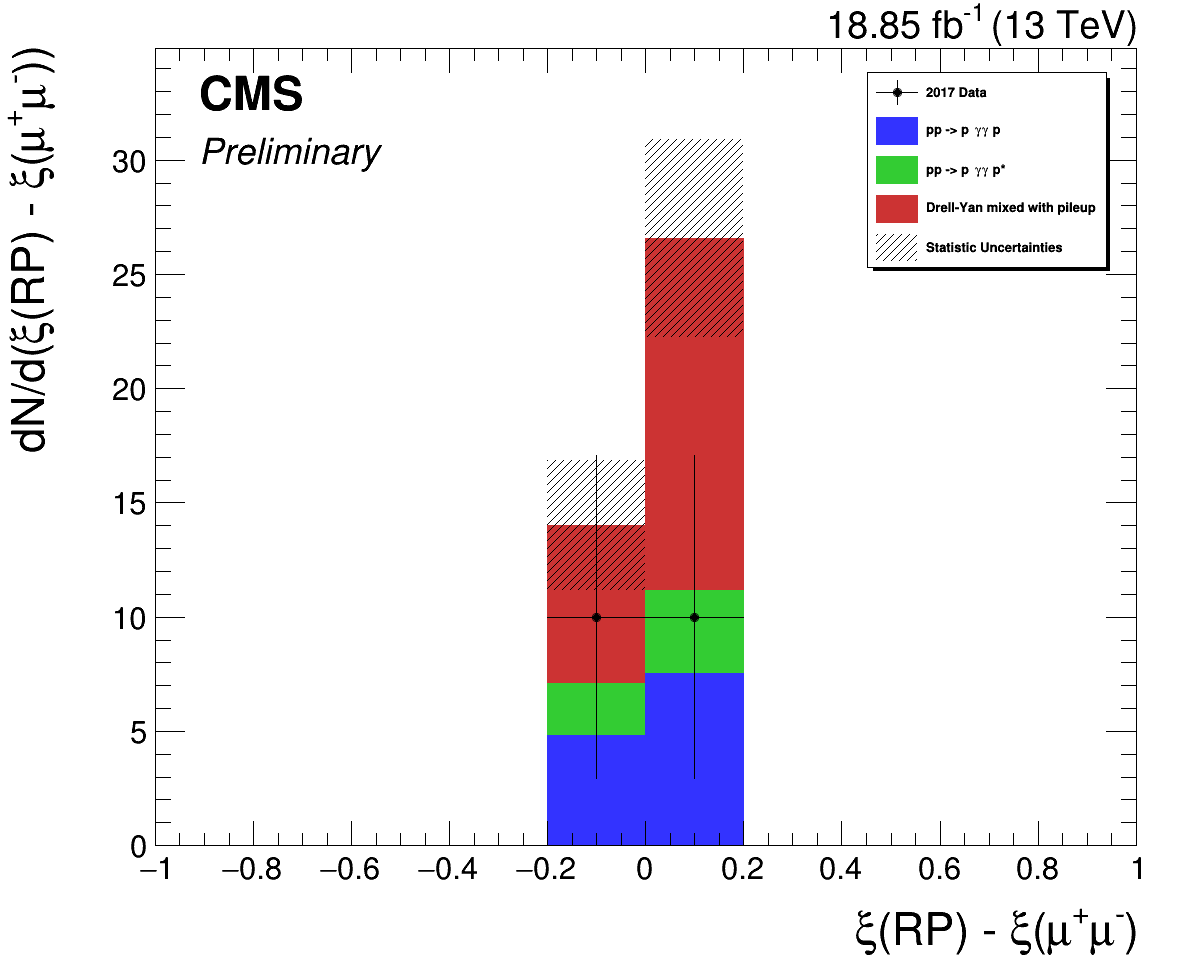 18.85 fb⁻¹ (13 TeV)
CMS
Preliminary
2017 Data
pp -> p γγ p
pp -> p γγ p*
Drell-Yan mixed with pileup
Statistic Uncertainties
dN/d(ξ(RP) - ξ(μ⁺μ⁻))
30
25
20
15
10
5
0
−1 −0.8 −0.6 −0.4 −0.2 0 0.2 0.4 0.6 0.8 1
ξ(RP) - ξ(μ⁺μ⁻)